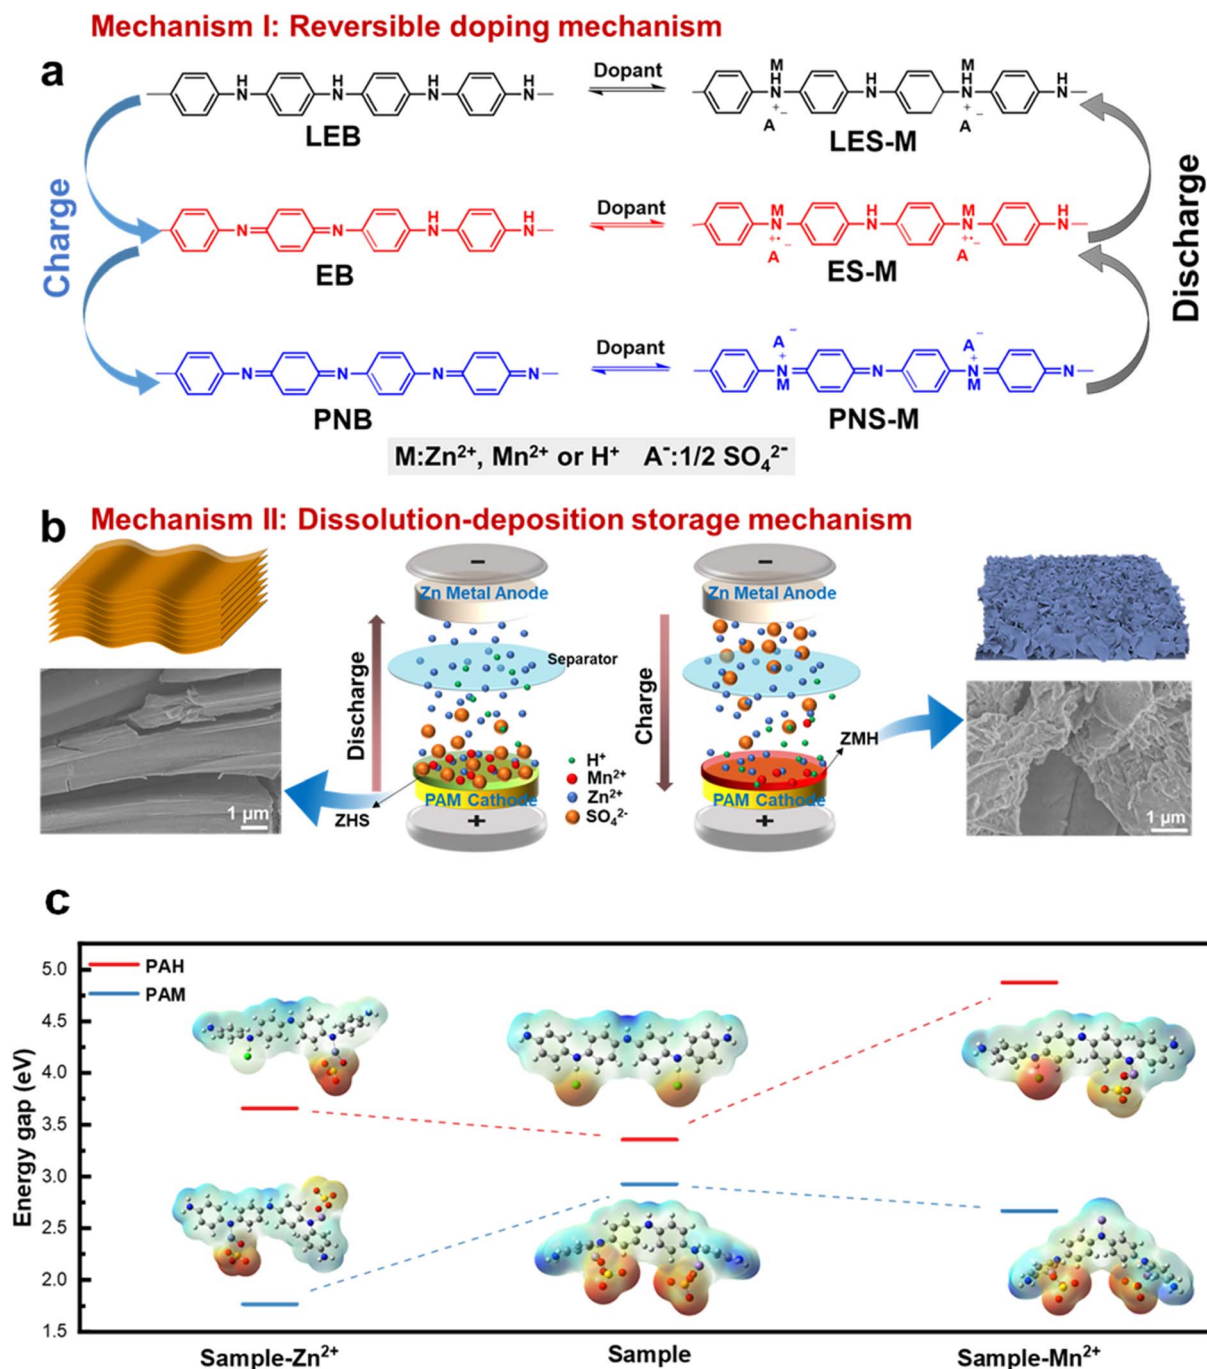 Mechanism I: Reversible doping mechanism
a
H H H H
N N N N
LEB
Dopant
M M
H H H H
N N N N
+ − + −
A A
LES-M
Charge
Discharge
H H
N N N N
EB
Dopant
M H M H
N N N N
+• − +• −
A A
ES-M
N N N N
PNB
Dopant
A − A −
+ +
N N N N
M M
PNS-M
M:Zn²⁺, Mn²⁺ or H⁺ A⁻:1/2 SO₄²⁻
b
Mechanism II: Dissolution-deposition storage mechanism
1 μm
ZHS
Discharge
-
Zn Metal Anode
Separator
PAM Cathode
+
H⁺
Mn²⁺
Zn²⁺
SO₄²⁻
Charge
-
Zn Metal Anode
ZMH
PAM Cathode
+
1 μm
c
Energy gap (eV)
5.0
4.5
4.0
3.5
3.0
2.5
2.0
1.5
PAH
PAM
Sample-Zn²⁺ Sample Sample-Mn²⁺